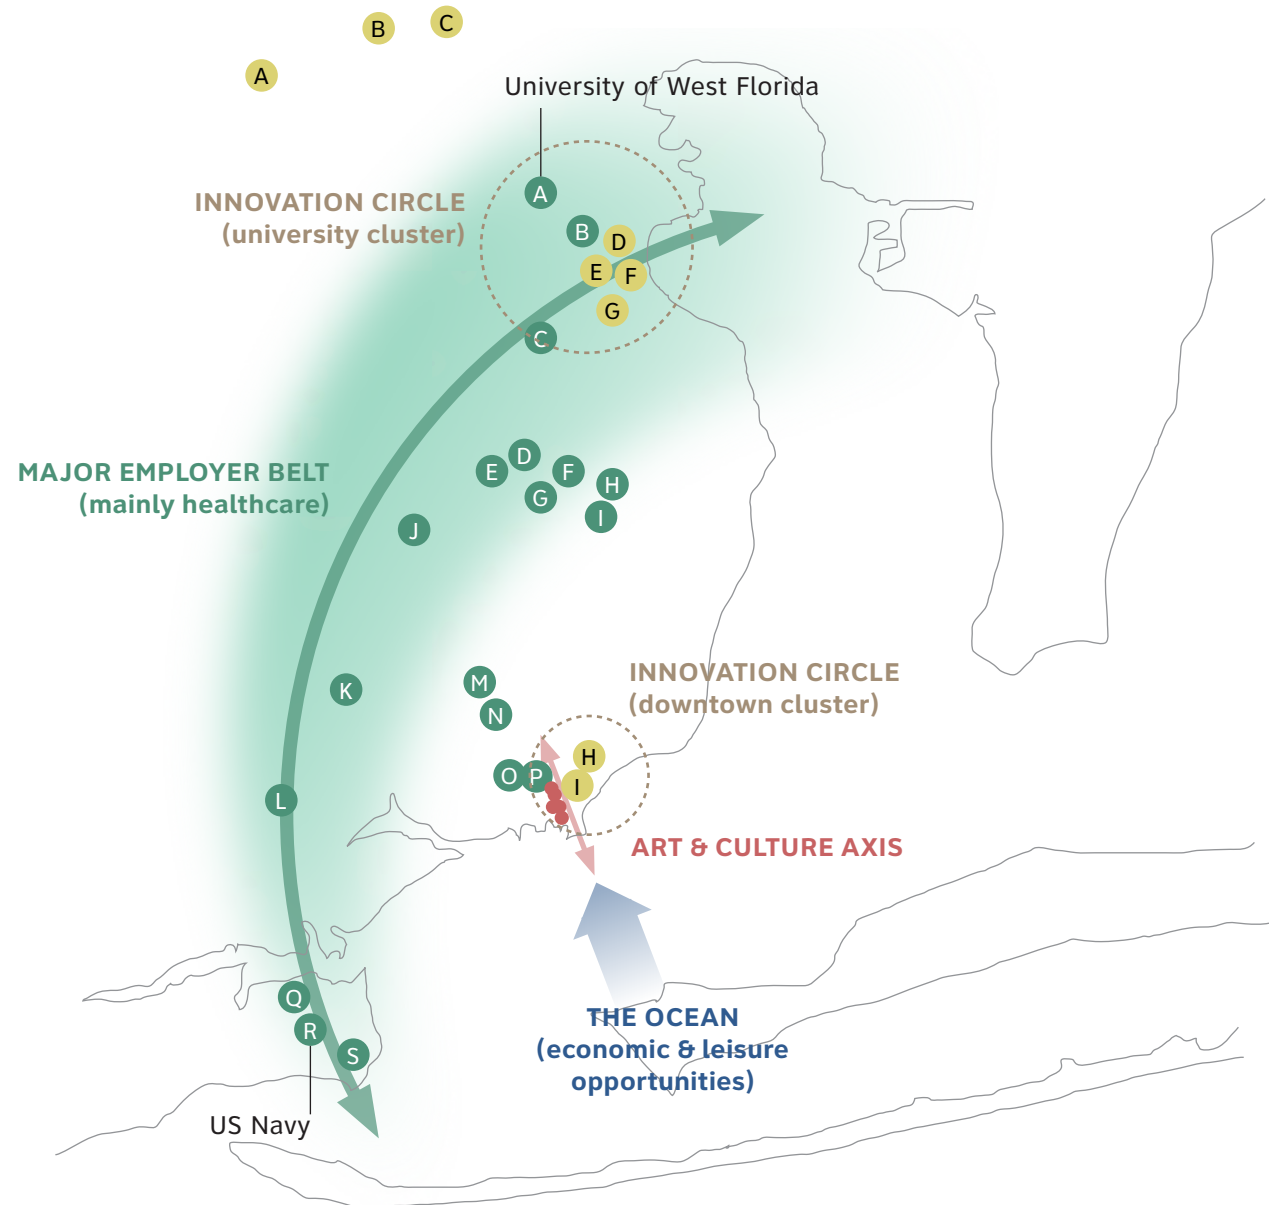 B
C
A
University of West Florida
INNOVATION CIRCLE
(university cluster)
A
B
D
E
F
G
C
MAJOR EMPLOYER BELT
(mainly healthcare)
D
E
F
G
H
I
J
K
M
N
INNOVATION CIRCLE
(downtown cluster)
H
O
P
I
L
ART & CULTURE AXIS
Q
R
S
THE OCEAN
(economic & leisure
opportunities)
US Navy